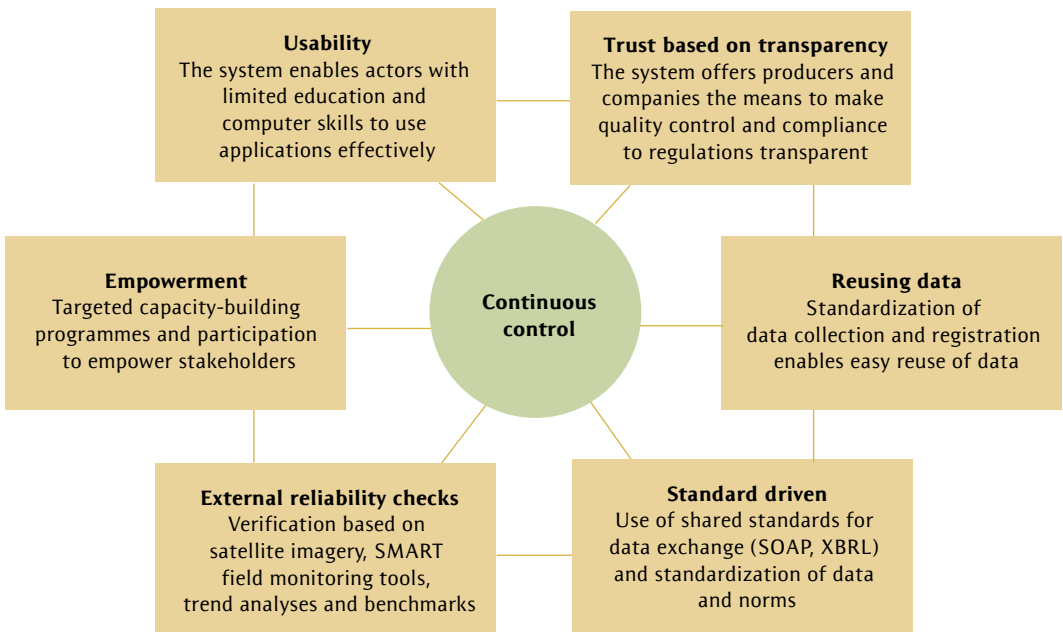 Usability
The system enables actors with
limited education and
computer skills to use
applications effectively
Trust based on transparency
The system offers producers and
companies the means to make
quality control and compliance
to regulations transparent
Empowerment
Targeted capacity-building
programmes and participation
to empower stakeholders
Continuous
control
Reusing data
Standardization of
data collection and registration
enables easy reuse of data
External reliability checks
Verification based on
satellite imagery, SMART
field monitoring tools,
trend analyses and benchmarks
Standard driven
Use of shared standards for
data exchange (SOAP, XBRL)
and standardization of data
and norms